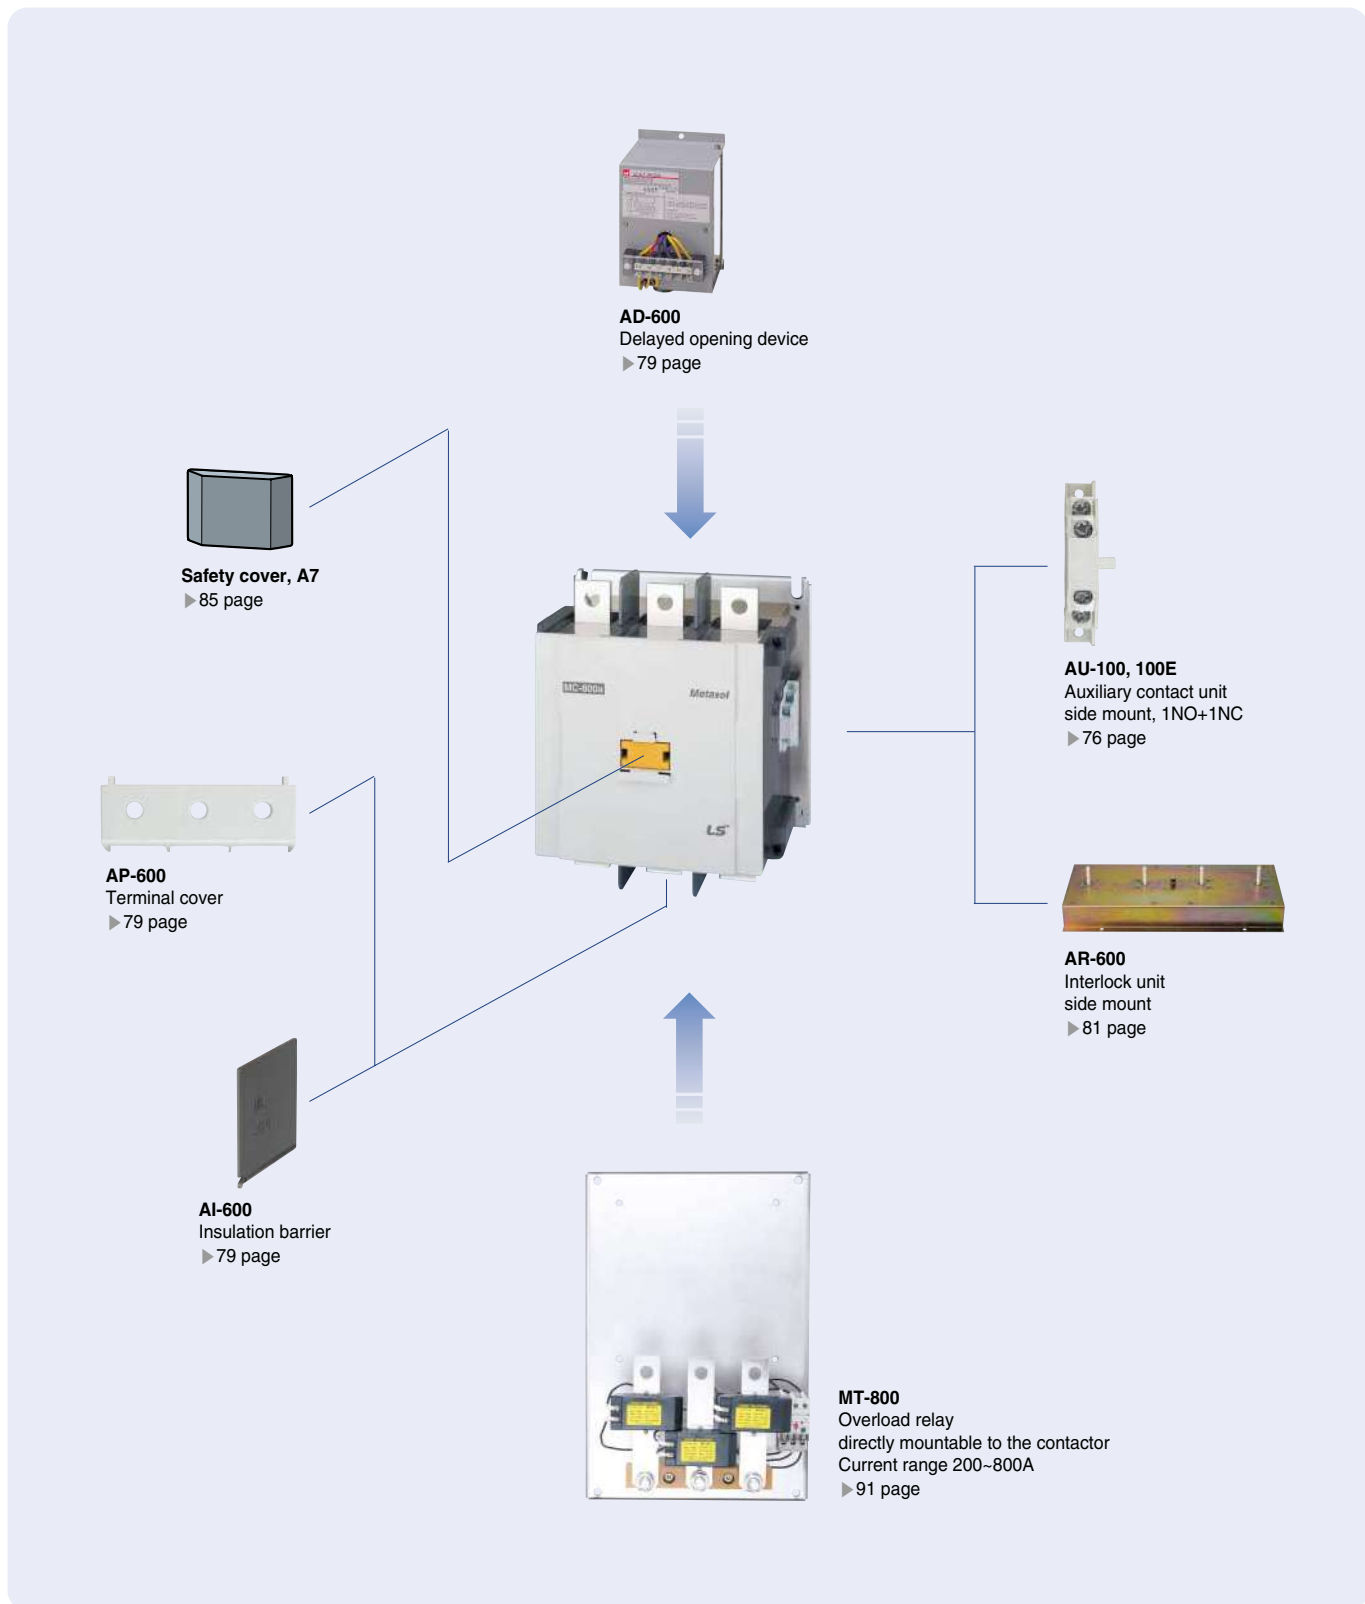 AD-600
Delayed opening device
▶79 page
Safety cover, A7
▶85 page
AU-100, 100E
Auxiliary contact unit
side mount, 1NO+1NC
▶76 page
Metasol
LS
AP-600
Terminal cover
▶79 page
AR-600
Interlock unit
side mount
▶81 page
AI-600
Insulation barrier
▶79 page
MT-800
Overload relay
directly mountable to the contactor
Current range 200~800A
▶91 page